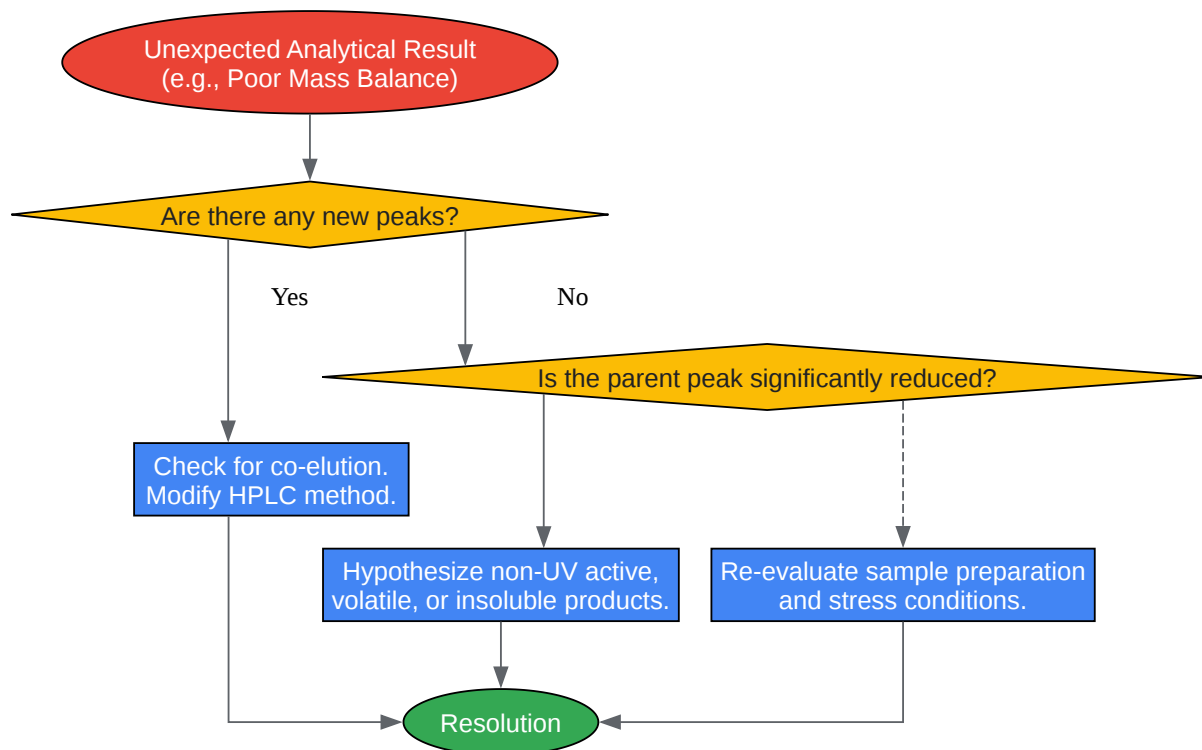 Unexpected Analytical Result
(e.g., Poor Mass Balance)
Are there any new peaks?
Yes
No
Is the parent peak significantly reduced?
Check for co-elution.
Modify HPLC method.
Hypothesize non-UV active,
volatile, or insoluble products.
Re-evaluate sample preparation
and stress conditions.
Resolution